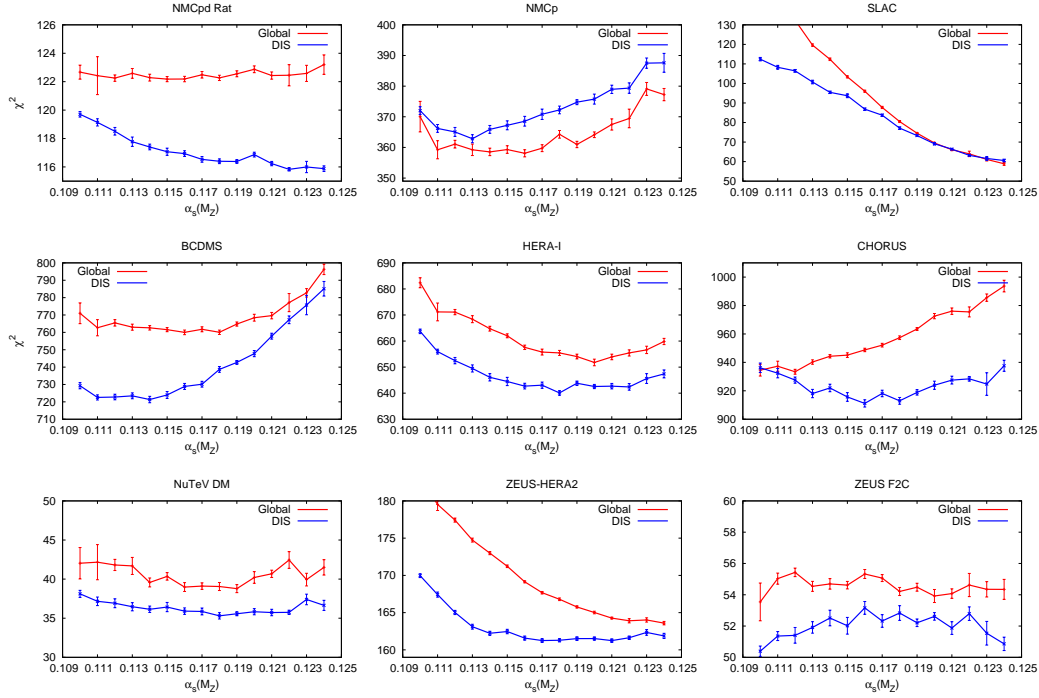 NMCpd Rat
NMCp
SLAC
126
124
122
120
118
116
χ²
Global
DIS
0.109 0.111 0.113 0.115 0.117 0.119 0.121 0.123 0.125
αs(MZ)
400
390
380
370
360
350
Global
DIS
0.109 0.111 0.113 0.115 0.117 0.119 0.121 0.123 0.125
αs(MZ)
130
120
110
100
90
80
70
60
50
Global
DIS
0.109 0.111 0.113 0.115 0.117 0.119 0.121 0.123 0.125
αs(MZ)
BCDMS
HERA-I
CHORUS
800
790
780
770
760
750
740
730
720
710
χ²
Global
DIS
0.109 0.111 0.113 0.115 0.117 0.119 0.121 0.123 0.125
αs(MZ)
690
680
670
660
650
640
630
Global
DIS
0.109 0.111 0.113 0.115 0.117 0.119 0.121 0.123 0.125
αs(MZ)
1000
980
960
940
920
900
Global
DIS
0.109 0.111 0.113 0.115 0.117 0.119 0.121 0.123 0.125
αs(MZ)
NuTeV DM
ZEUS-HERA2
ZEUS F2C
50
45
40
35
30
Global
DIS
0.109 0.111 0.113 0.115 0.117 0.119 0.121 0.123 0.125
αs(MZ)
180
175
170
165
160
Global
DIS
0.109 0.111 0.113 0.115 0.117 0.119 0.121 0.123 0.125
αs(MZ)
60
58
56
54
52
50
Global
DIS
0.109 0.111 0.113 0.115 0.117 0.119 0.121 0.123 0.125
αs(MZ)